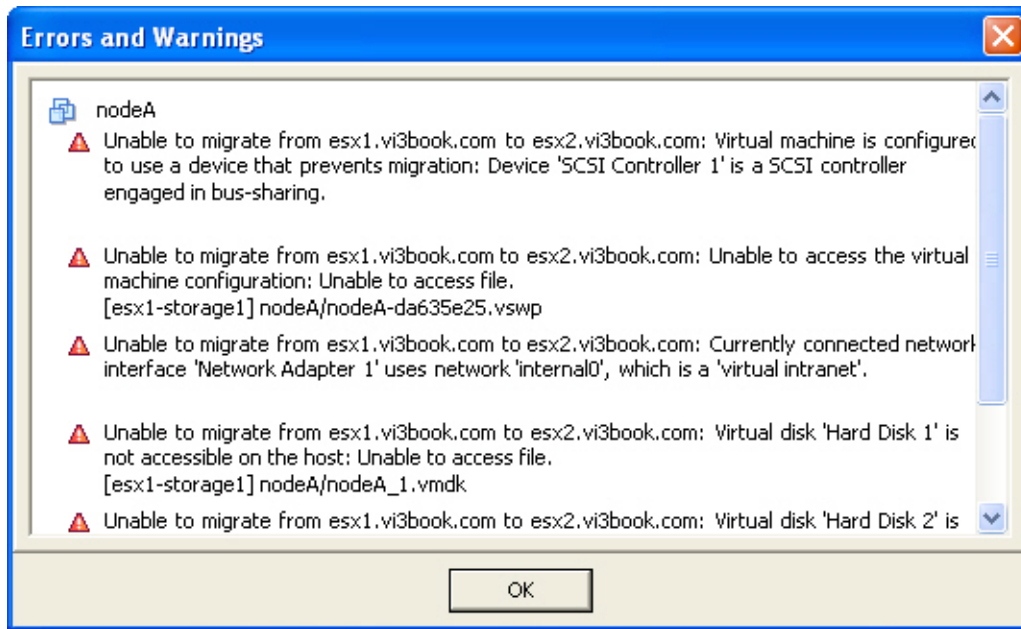 Errors and Warnings
nodeA
Unable to migrate from esx1.vi3book.com to esx2.vi3book.com: Virtual machine is configured
to use a device that prevents migration: Device 'SCSI Controller 1' is a SCSI controller
engaged in bus-sharing.
Unable to migrate from esx1.vi3book.com to esx2.vi3book.com: Unable to access the virtual
machine configuration: Unable to access file.
[esx1-storage1] nodeA/nodeA-da635e25.vswp
Unable to migrate from esx1.vi3book.com to esx2.vi3book.com: Currently connected network
interface 'Network Adapter 1' uses network 'internal0', which is a 'virtual intranet'.
Unable to migrate from esx1.vi3book.com to esx2.vi3book.com: Virtual disk 'Hard Disk 1' is
not accessible on the host: Unable to access file.
[esx1-storage1] nodeA/nodeA_1.vmdk
Unable to migrate from esx1.vi3book.com to esx2.vi3book.com: Virtual disk 'Hard Disk 2' is
OK